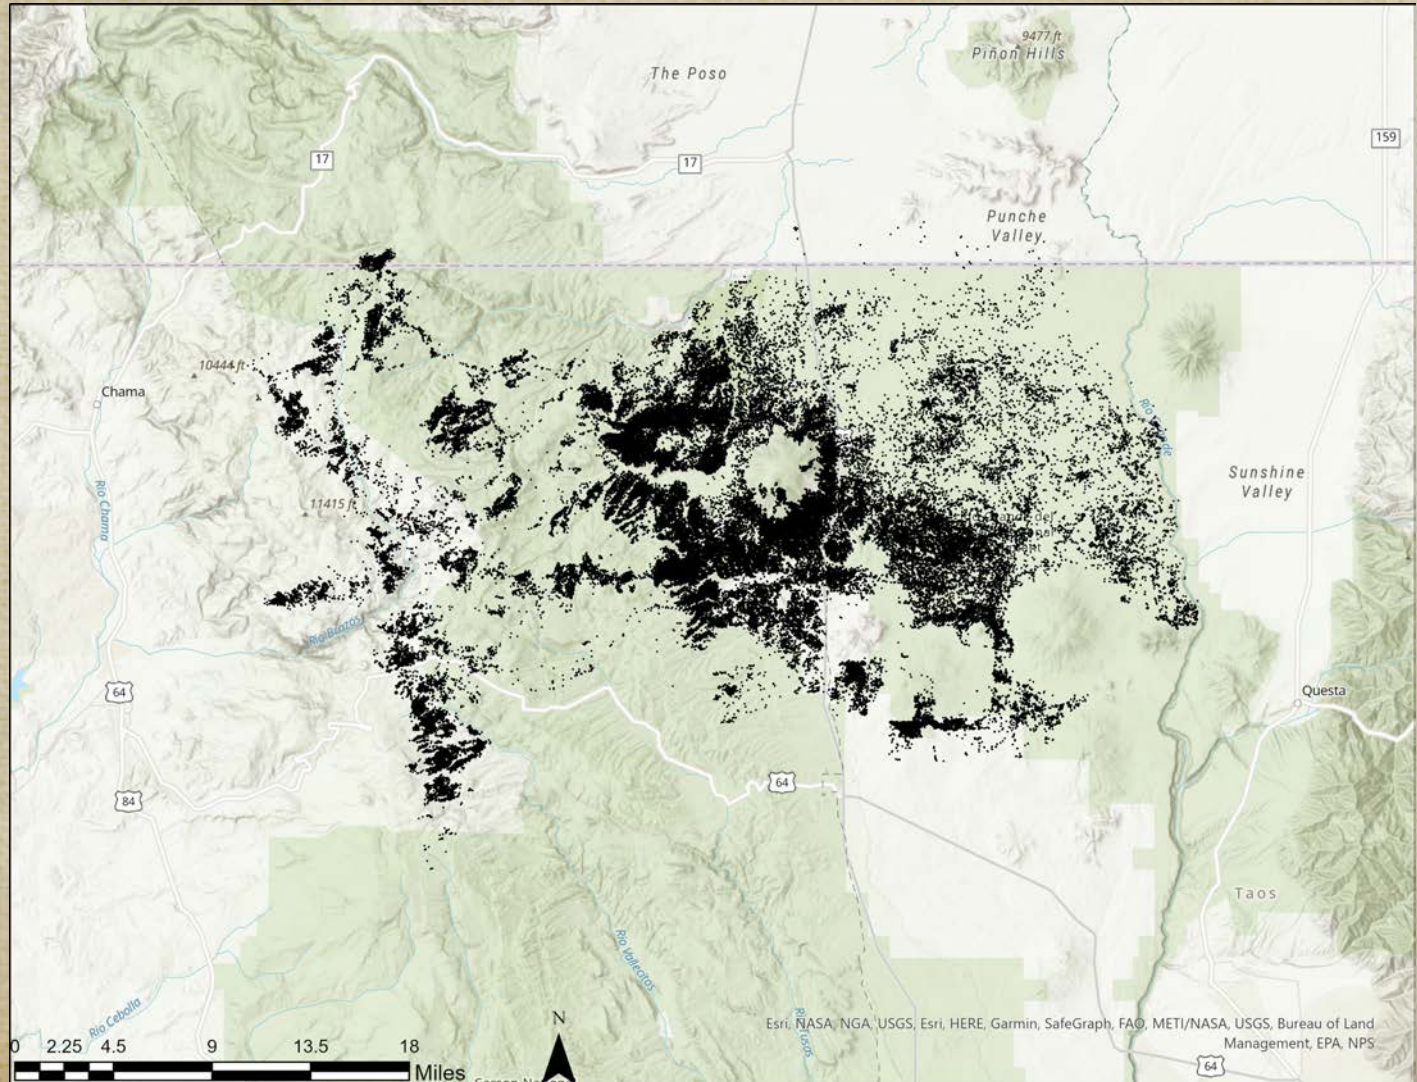 9477 ft
Piñon Hills
The Poso
159
17
17
Punche
Valley
10444 ft
Chama
Sunshine
Valley
Rio Chama
11415 ft
Rio Brazos
64
Questa
64
84
Taos
Rio Vallecitos
Rio Tusas
Rio Cebolla
N
Esri, NASA, NGA, USGS, Esri, HERE, Garmin, SafeGraph, FAO, METI/NASA, USGS, Bureau of Land
Management, EPA, NPS
0 2.25 4.5 9 13.5 18
Miles
64